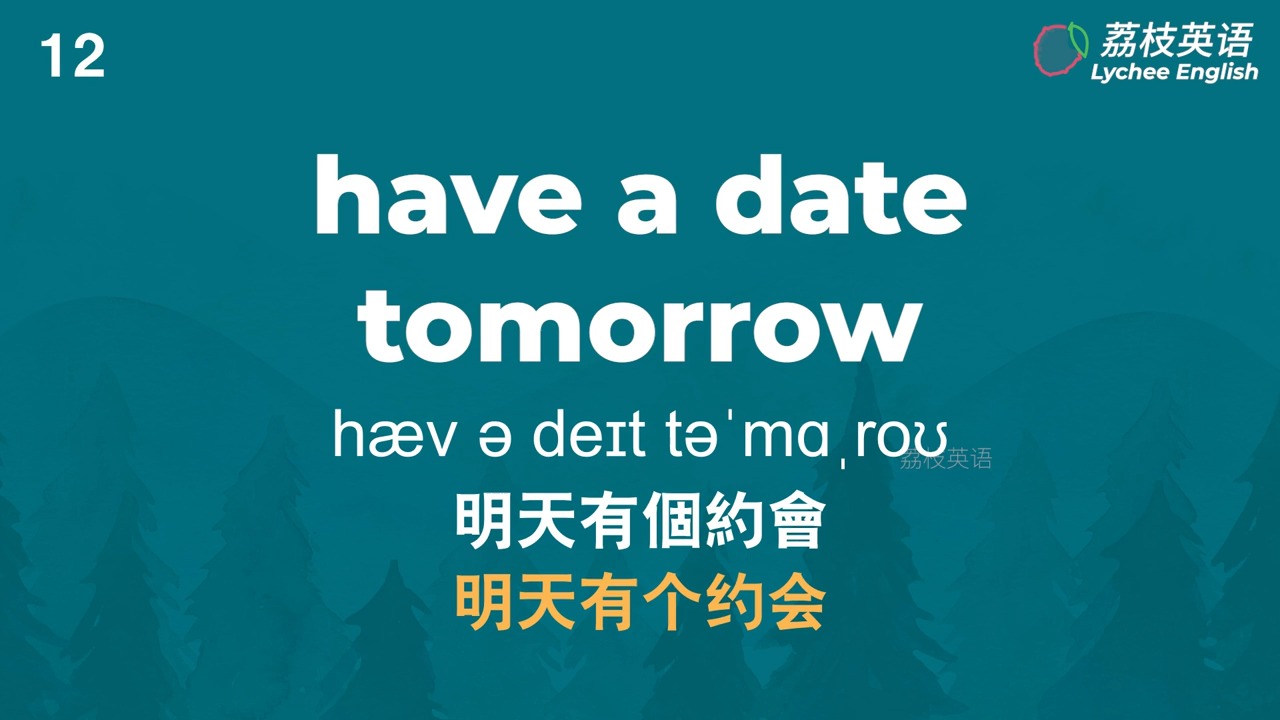 12
荔枝英语
Lychee English
have a date
tomorrow
hæv ə deɪt təˈmɑˌroʊ
荔枝英语
明天有個約會
明天有个约会